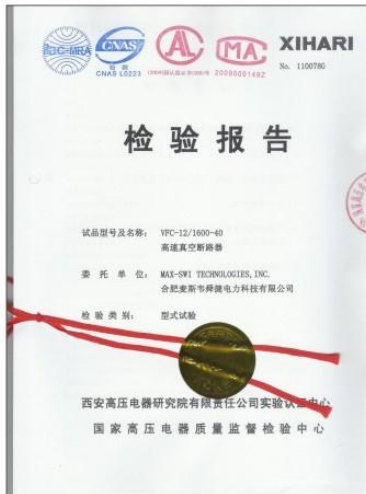 ilac-MRA CNAS MA XIHARI
CNAS L0223 2009000149Z No. 110078G
检验报告
试品型号及名称： VFC-12/1600-40
高速真空断路器
委托单位： MAX-SWI TECHNOLOGIES,INC.
合肥麦斯韦舜捷电力科技有限公司
检验类别： 型式试验
西安高压电器研究院有限责任公司实验认证中心
国家高压电器质量监督检验中心